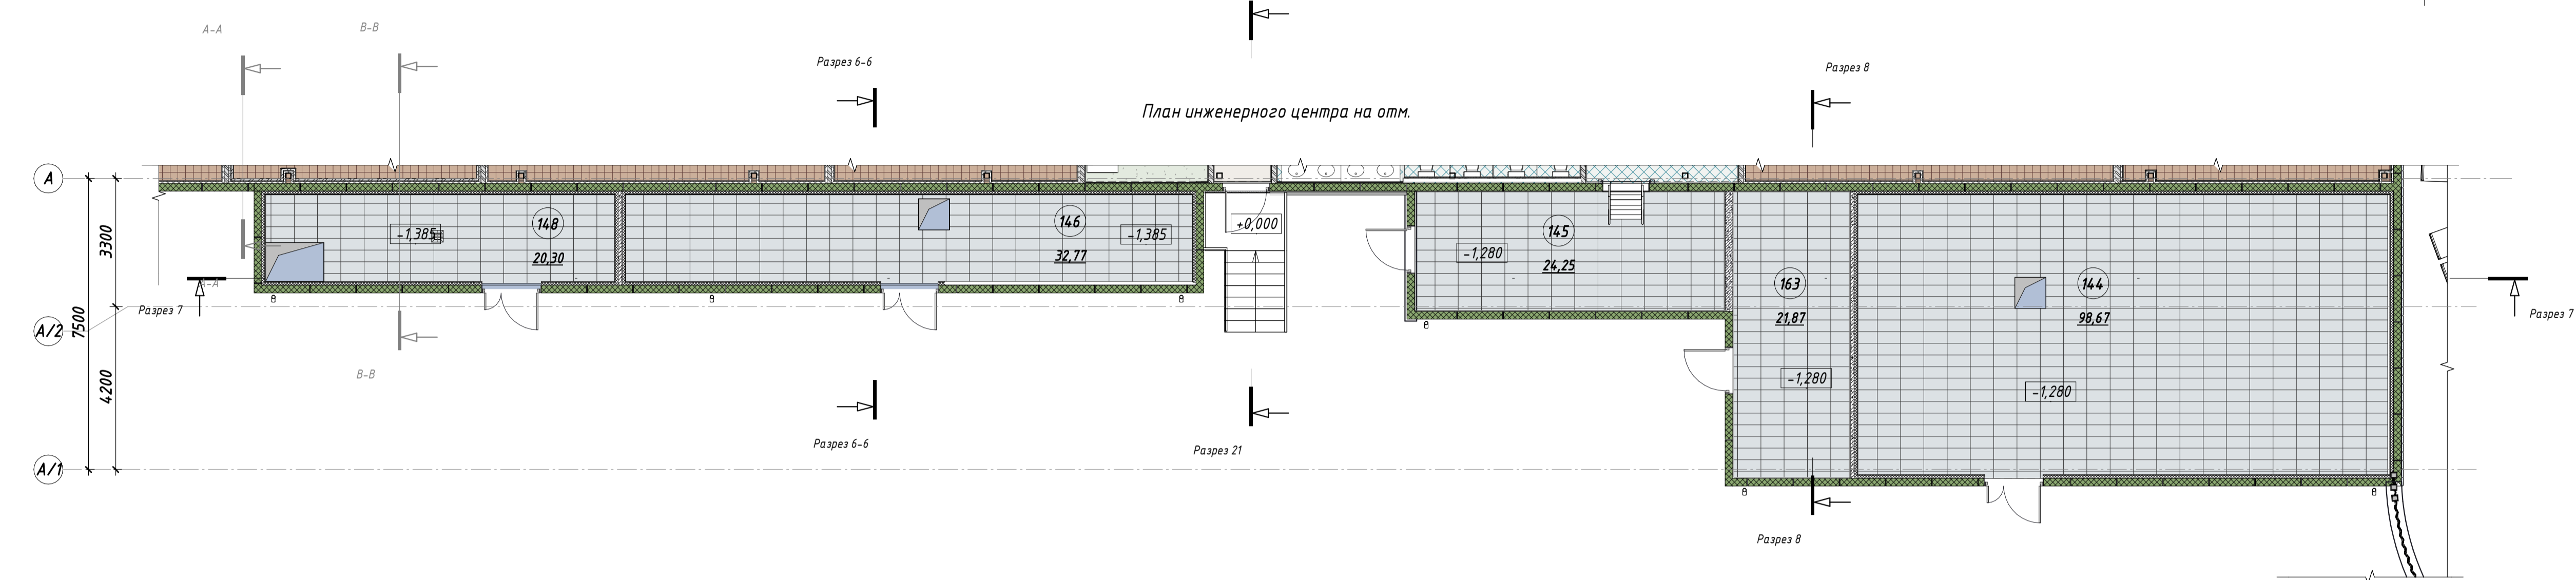 А-А
В-В
Разрез 6-6
Разрез 8
План инженерного центра на отм.
А
3300
7500
4200
А/2
А/1
-1,385
148
20,30
146
32,77
-1,385
+0,000
145
-1,280
24,25
163
21,87
-1,280
144
98,67
-1,280
А-А
Разрез 7
Разрез 7
В-В
Разрез 6-6
Разрез 21
Разрез 8